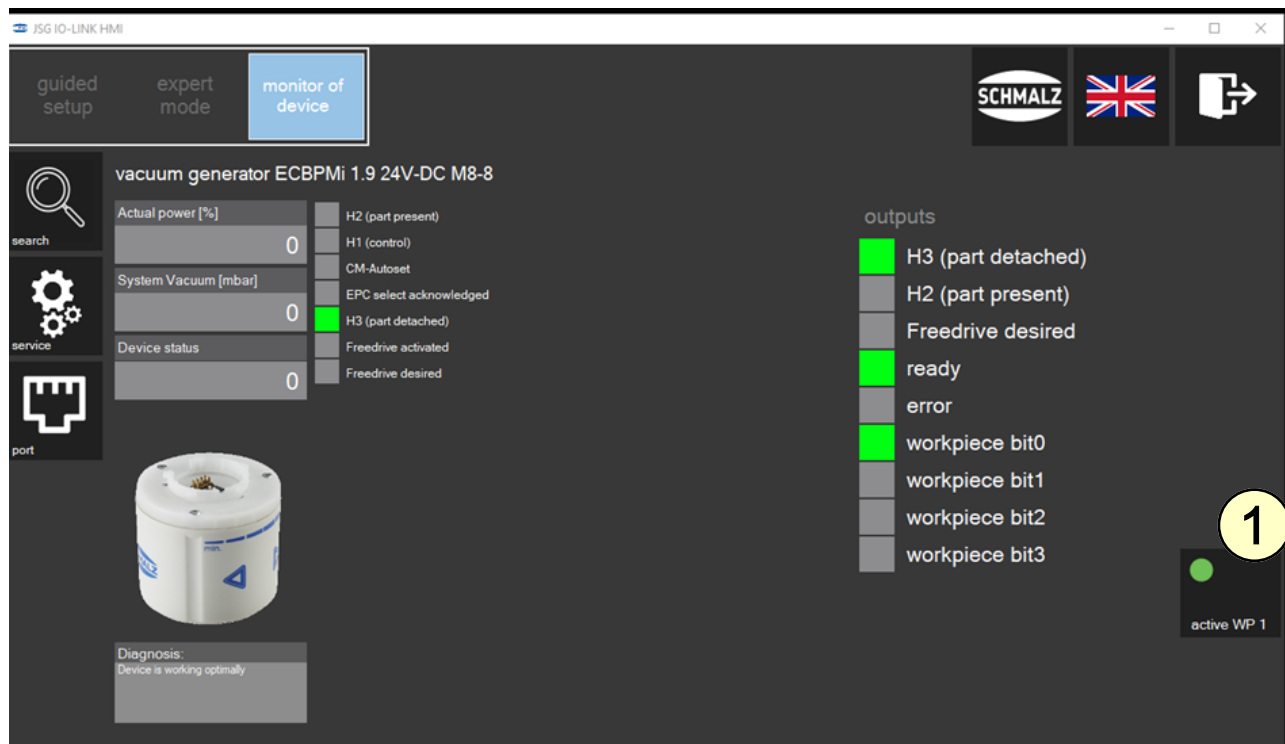 JSG IO-LINK HMI
guided
setup
expert
mode
monitor of
device
SCHMALZ
search
service
port
vacuum generator ECBPMi 1.9 24V-DC M8-8
Actual power [%]
0
System Vacuum [mbar]
0
Device status
0
H2 (part present)
H1 (control)
CM-Autoset
EPC select acknowledged
H3 (part detached)
Freedrive activated
Freedrive desired
min.
Diagnosis:
Device is working optimally
outputs
H3 (part detached)
H2 (part present)
Freedrive desired
ready
error
workpiece bit0
workpiece bit1
workpiece bit2
workpiece bit3
1
active WP 1